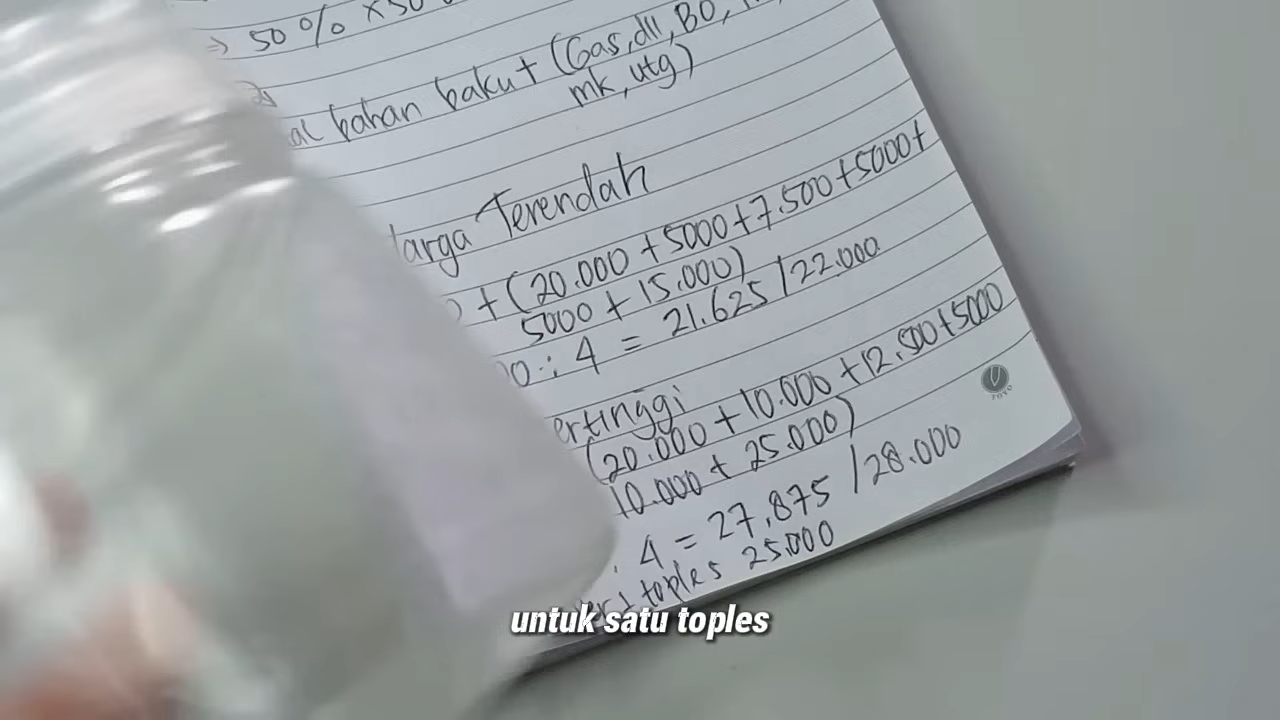 => 50% x 50
bahan baku + (Gas, dll, BO,
mk, utg)
Harga Terendah
+ (20.000 + 5000 + 7.500 + 5000 +
5000 + 15.000)
: 4 = 21.625 / 22.000
ertinggi
(20.000 + 10.000 + 12.500 + 5000
10.000 + 25.000)
: 4 = 27.875 / 28.000
toples 25.000
untuk satu toples